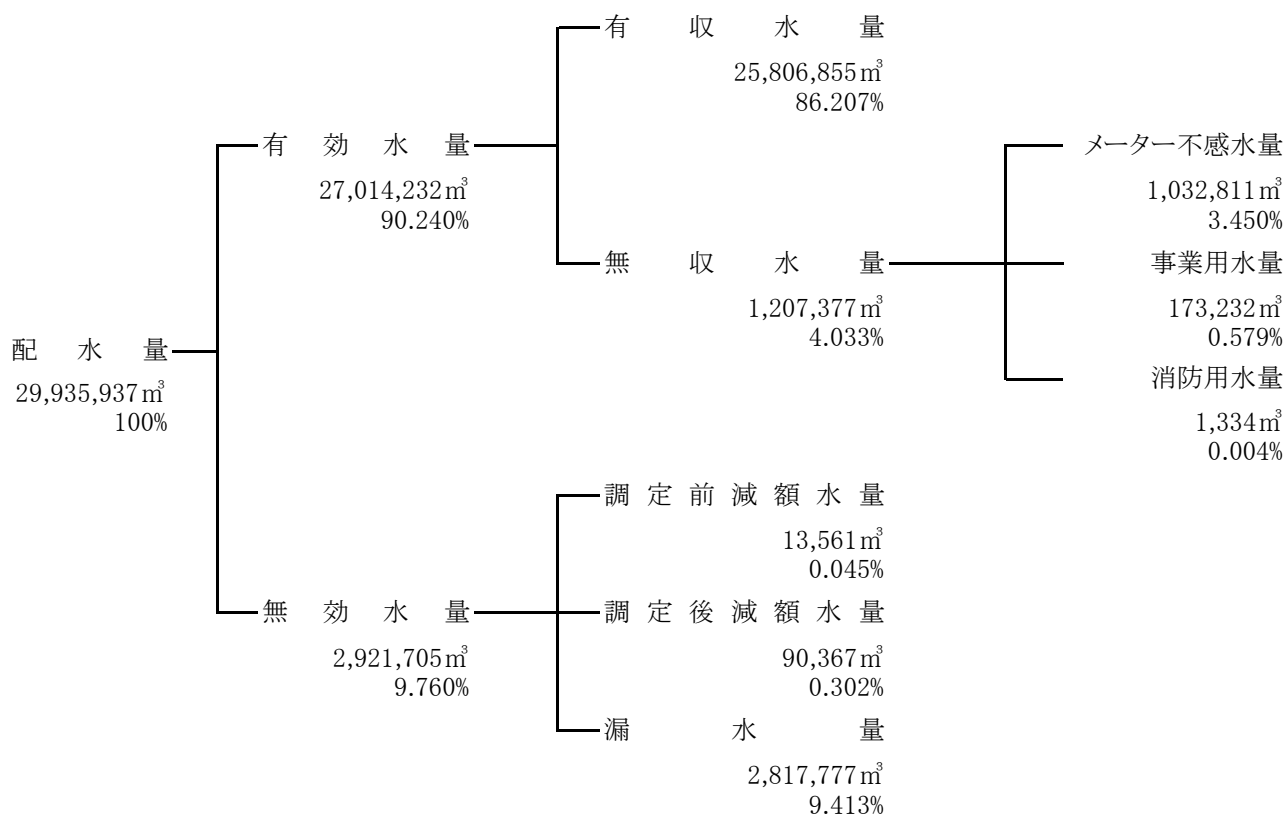 配水量
29,935,937㎥
100%
有効水量
27,014,232㎥
90.240%
有収水量
25,806,855㎥
86.207%
無収水量
1,207,377㎥
4.033%
メーター不感水量
1,032,811㎥
3.450%
事業用水量
173,232㎥
0.579%
消防用水量
1,334㎥
0.004%
無効水量
2,921,705㎥
9.760%
調定前減額水量
13,561㎥
0.045%
調定後減額水量
90,367㎥
0.302%
漏水量
2,817,777㎥
9.413%